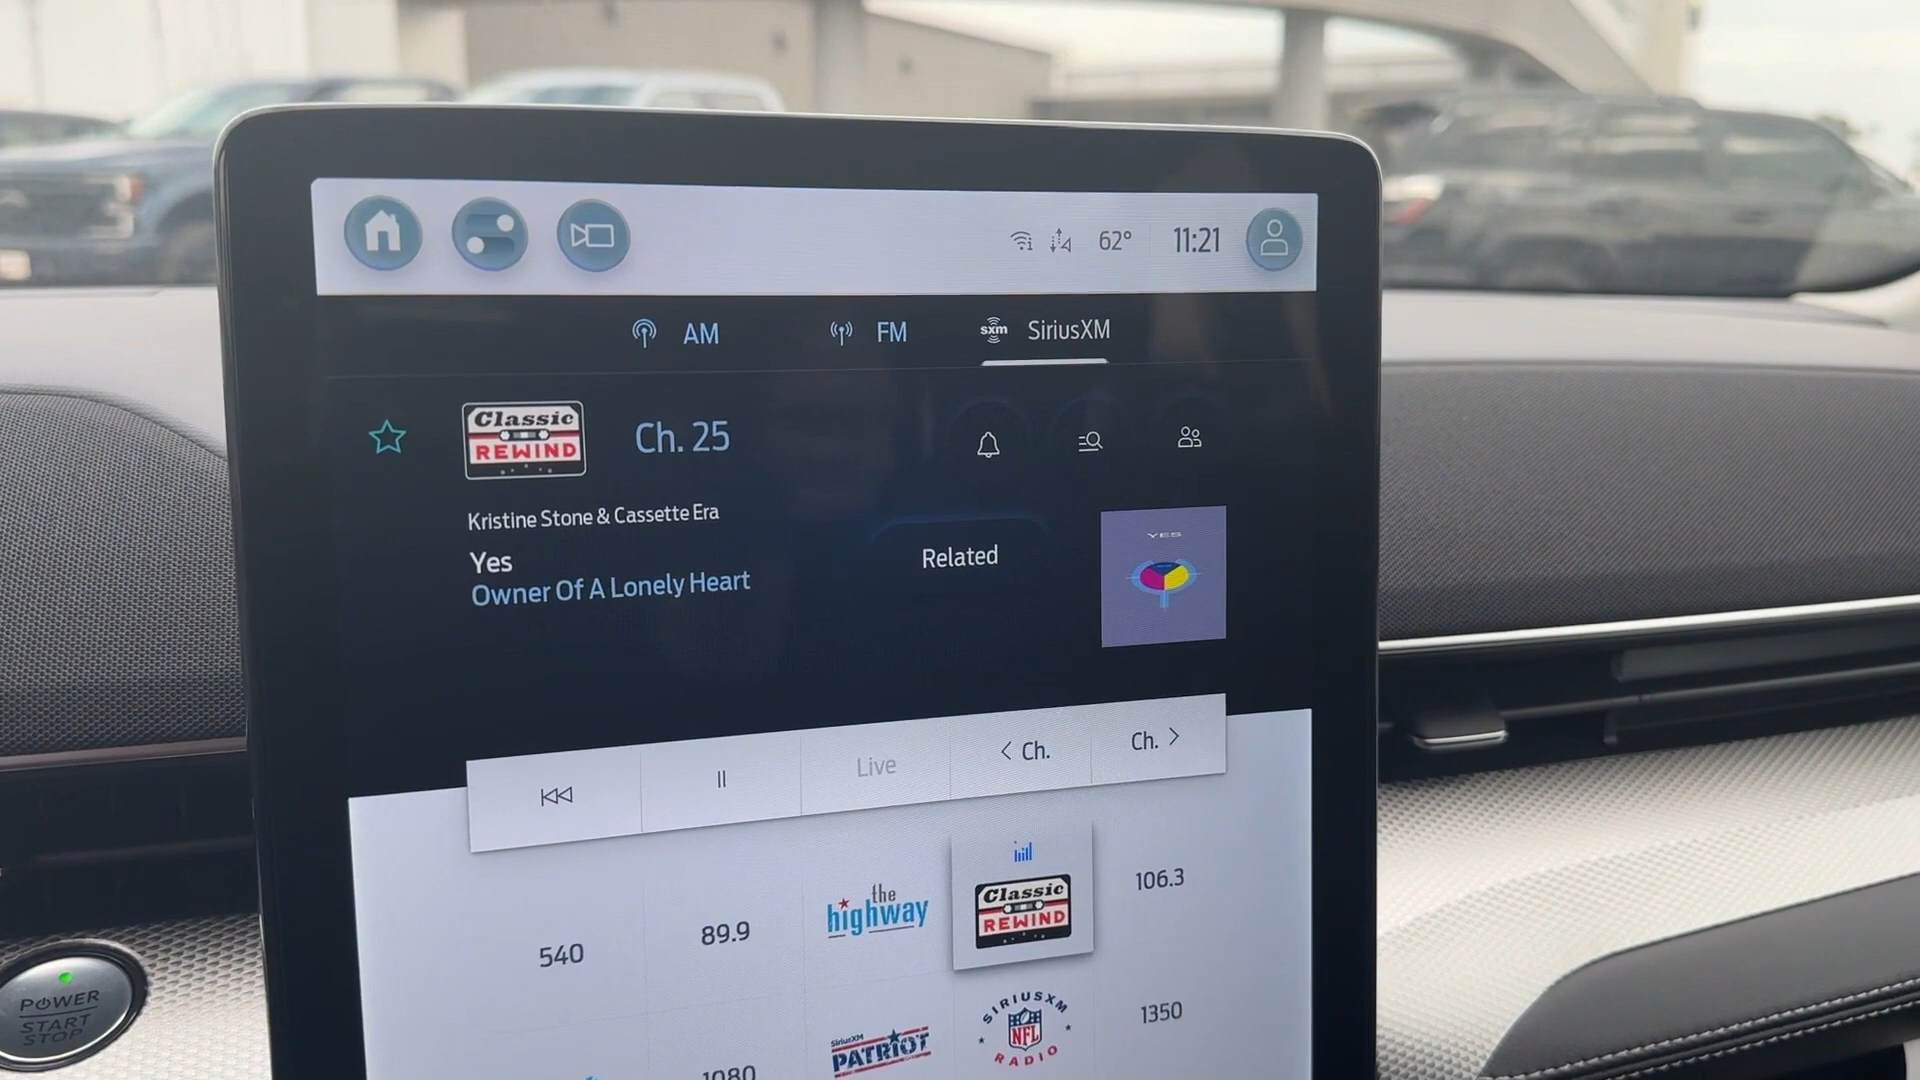 62° 11:21
AM FM sxm SiriusXM
Classic REWIND Ch. 25
Kristine Stone & Cassette Era
Yes
Owner Of A Lonely Heart
Related
YES
Live < Ch. Ch. >
540 89.9 the highway Classic REWIND 106.3
1080 SiriusXM PATRIOT SIRIUSXM NFL RADIO 1350
POWER
START
STOP